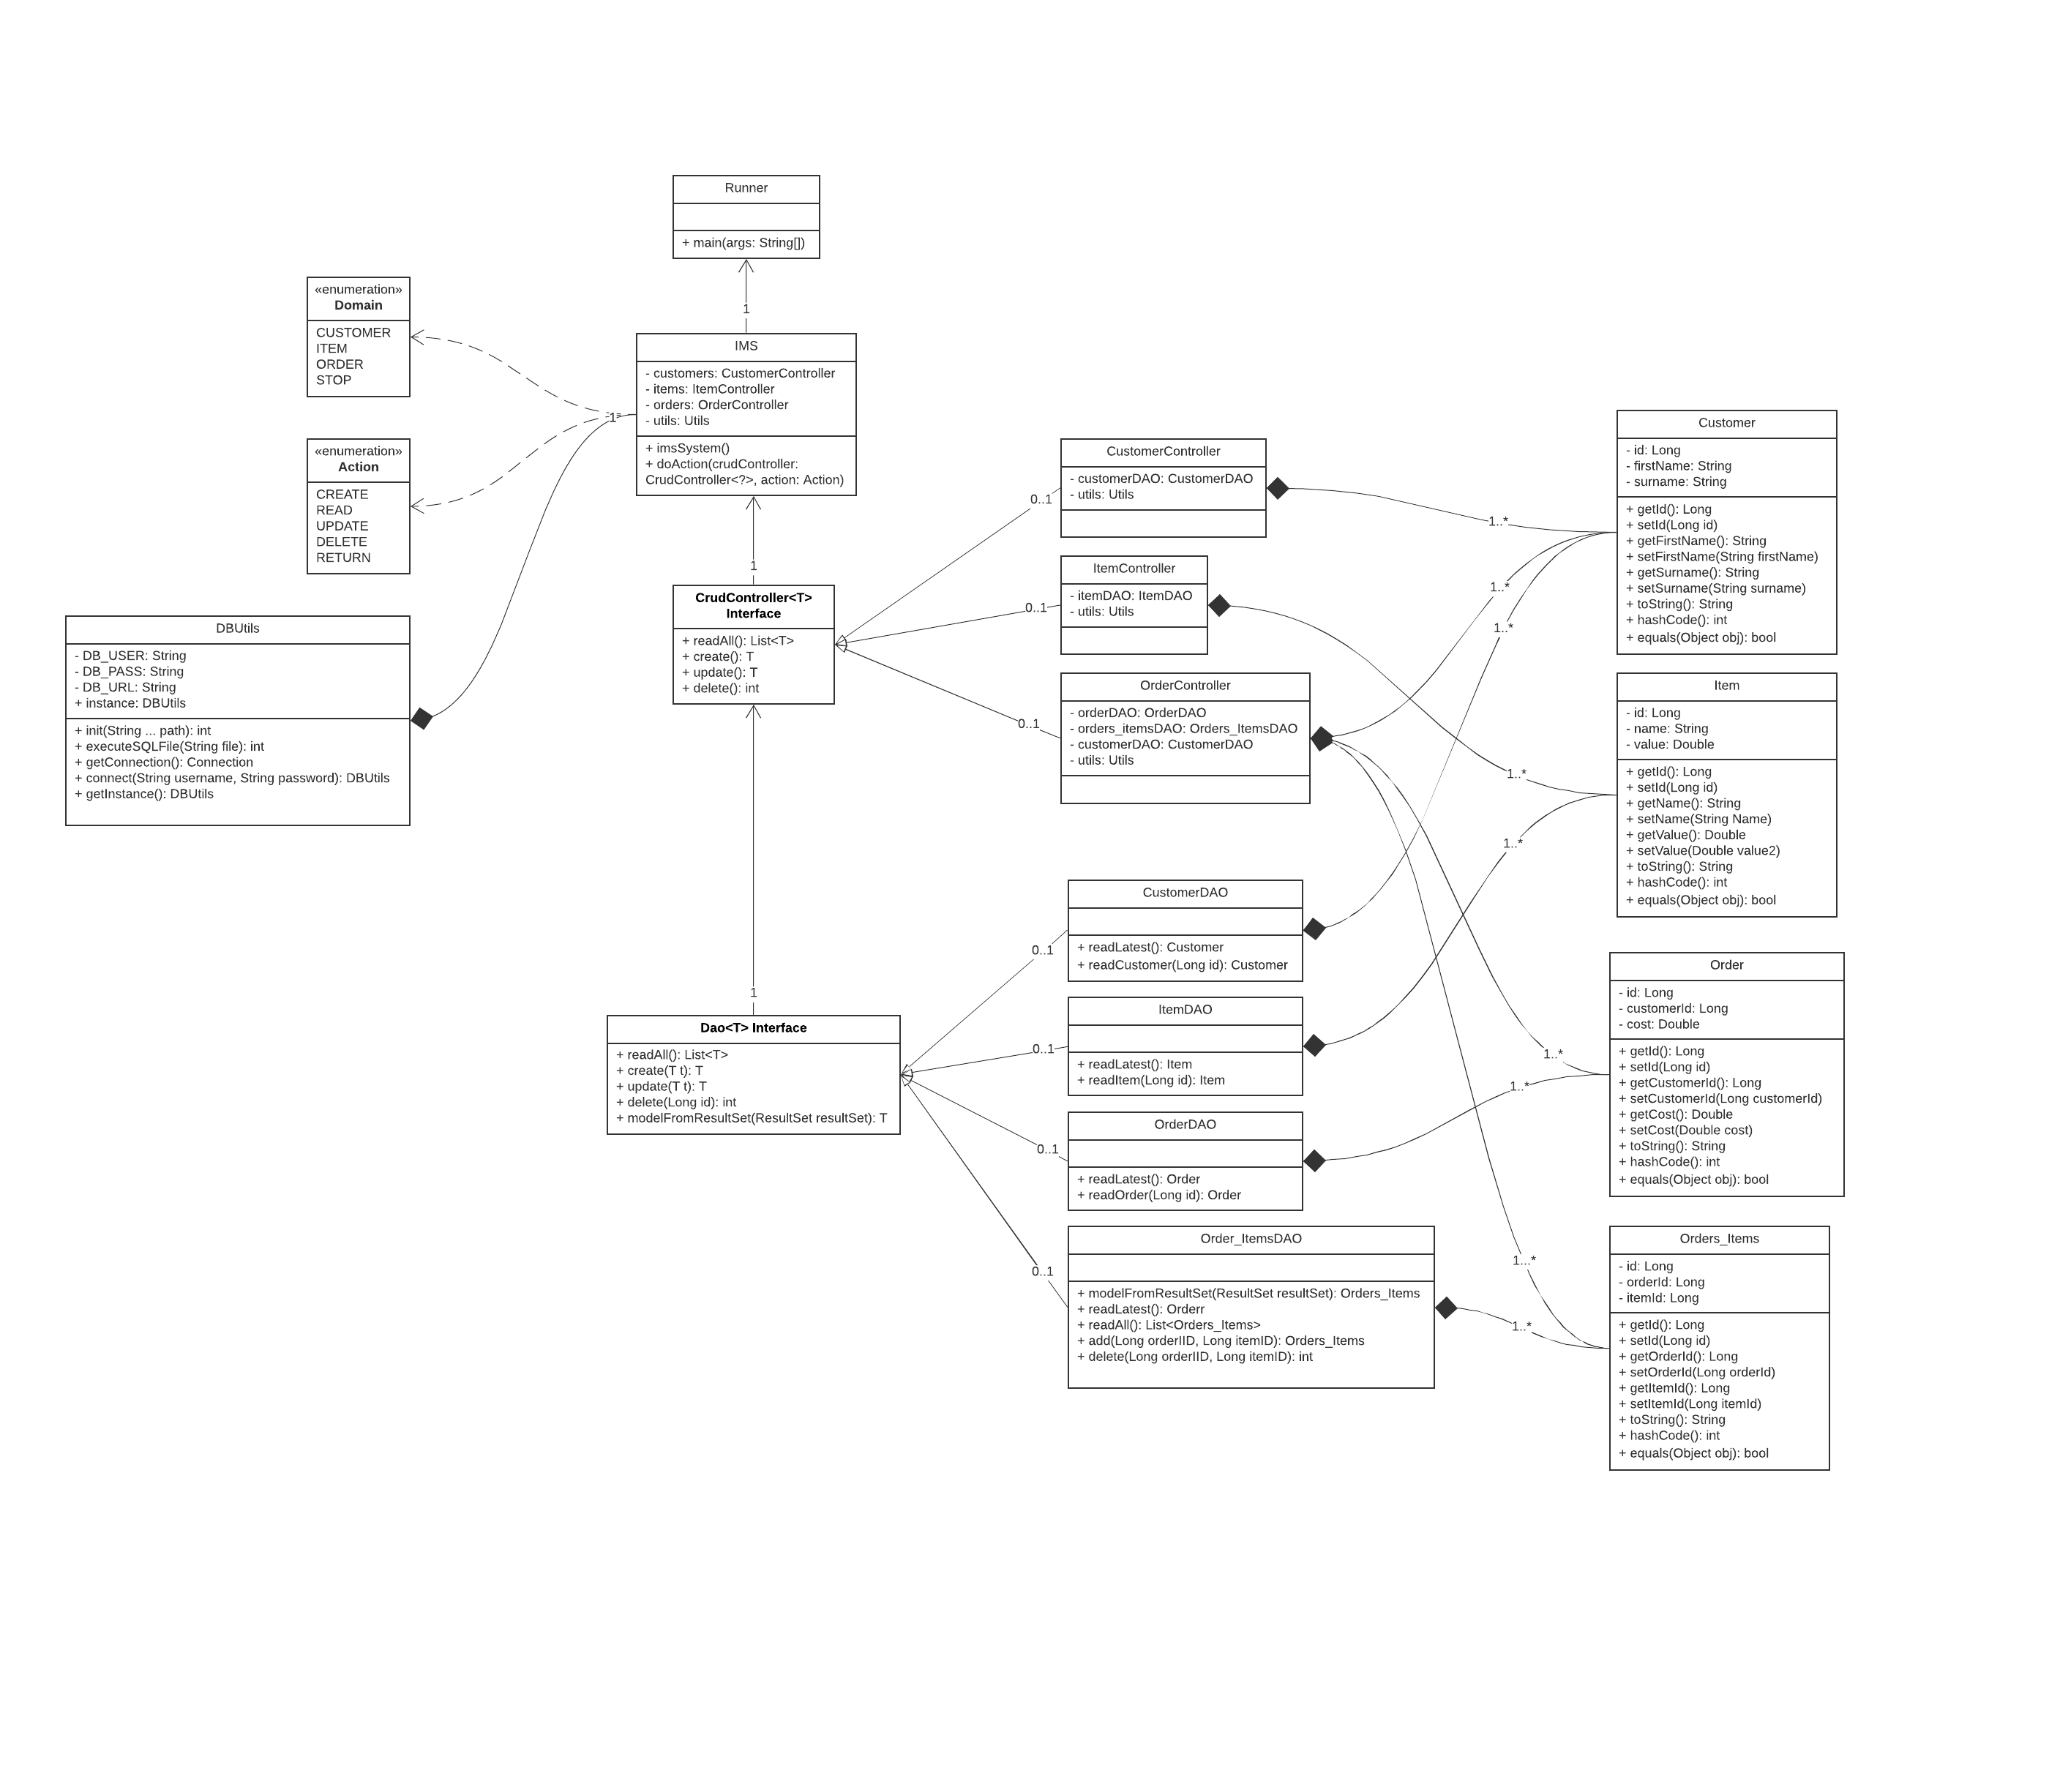 Runner
+ main(args: String[])
1
«enumeration»
Domain
CUSTOMER
ITEM
ORDER
STOP
«enumeration»
Action
CREATE
READ
UPDATE
DELETE
RETURN
1
IMS
- customers: CustomerController
- items: ItemController
- orders: OrderController
- utils: Utils
+ imsSystem()
+ doAction(crudController:
CrudController<?>, action: Action)
1
DBUtils
- DB_USER: String
- DB_PASS: String
- DB_URL: String
+ instance: DBUtils
+ init(String ... path): int
+ executeSQLFile(String file): int
+ getConnection(): Connection
+ connect(String username, String password): DBUtils
+ getInstance(): DBUtils
CrudController<T>
Interface
+ readAll(): List<T>
+ create(): T
+ update(): T
+ delete(): int
1
Dao<T> Interface
+ readAll(): List<T>
+ create(T t): T
+ update(T t): T
+ delete(Long id): int
+ modelFromResultSet(ResultSet resultSet): T
0..1
0..1
0..1
CustomerController
- customerDAO: CustomerDAO
- utils: Utils
ItemController
- itemDAO: ItemDAO
- utils: Utils
OrderController
- orderDAO: OrderDAO
- orders_itemsDAO: Orders_ItemsDAO
- customerDAO: CustomerDAO
- utils: Utils
0..1
0..1
0..1
0..1
CustomerDAO
+ readLatest(): Customer
+ readCustomer(Long id): Customer
ItemDAO
+ readLatest(): Item
+ readItem(Long id): Item
OrderDAO
+ readLatest(): Order
+ readOrder(Long id): Order
Order_ItemsDAO
+ modelFromResultSet(ResultSet resultSet): Orders_Items
+ readLatest(): Orderr
+ readAll(): List<Orders_Items>
+ add(Long orderIID, Long itemID): Orders_Items
+ delete(Long orderIID, Long itemID): int
1..*
1..*
1..*
1..*
1..*
1..*
1..*
1...*
1..*
Customer
- id: Long
- firstName: String
- surname: String
+ getId(): Long
+ setId(Long id)
+ getFirstName(): String
+ setFirstName(String firstName)
+ getSurname(): String
+ setSurname(String surname)
+ toString(): String
+ hashCode(): int
+ equals(Object obj): bool
Item
- id: Long
- name: String
- value: Double
+ getId(): Long
+ setId(Long id)
+ getName(): String
+ setName(String Name)
+ getValue(): Double
+ setValue(Double value2)
+ toString(): String
+ hashCode(): int
+ equals(Object obj): bool
Order
- id: Long
- customerId: Long
- cost: Double
+ getId(): Long
+ setId(Long id)
+ getCustomerId(): Long
+ setCustomerId(Long customerId)
+ getCost(): Double
+ setCost(Double cost)
+ toString(): String
+ hashCode(): int
+ equals(Object obj): bool
Orders_Items
- id: Long
- orderId: Long
- itemId: Long
+ getId(): Long
+ setId(Long id)
+ getOrderId(): Long
+ setOrderId(Long orderId)
+ getItemId(): Long
+ setItemId(Long itemId)
+ toString(): String
+ hashCode(): int
+ equals(Object obj): bool